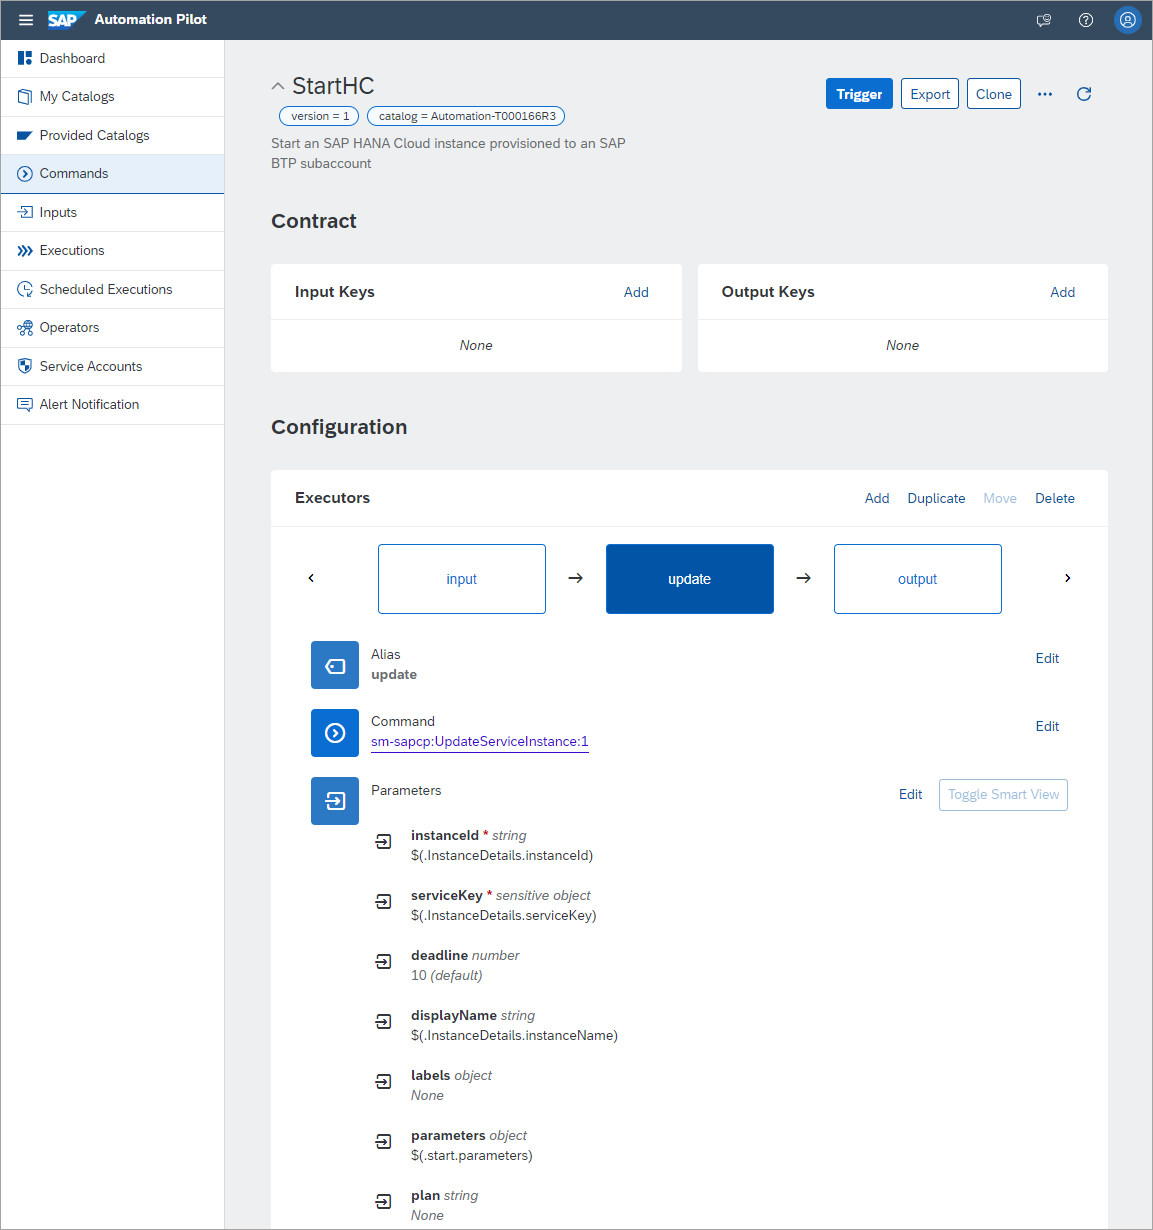 SAP Automation Pilot
Dashboard
My Catalogs
Provided Catalogs
Commands
Inputs
Executions
Scheduled Executions
Operators
Service Accounts
Alert Notification
StartHC
Trigger Export Clone
version = 1 catalog = Automation-T000166R3
Start an SAP HANA Cloud instance provisioned to an SAP
BTP subaccount
Contract
Input Keys Add
None
Output Keys Add
None
Configuration
Executors Add Duplicate Move Delete
input update output
Alias
update
Edit
Command
sm-sapcp:UpdateServiceInstance:1
Edit
Parameters Edit Toggle Smart View
instanceId * string
$(.InstanceDetails.instanceId)
serviceKey * sensitive object
$(.InstanceDetails.serviceKey)
deadline number
10 (default)
displayName string
$(.InstanceDetails.instanceName)
labels object
None
parameters object
$(.start.parameters)
plan string
None